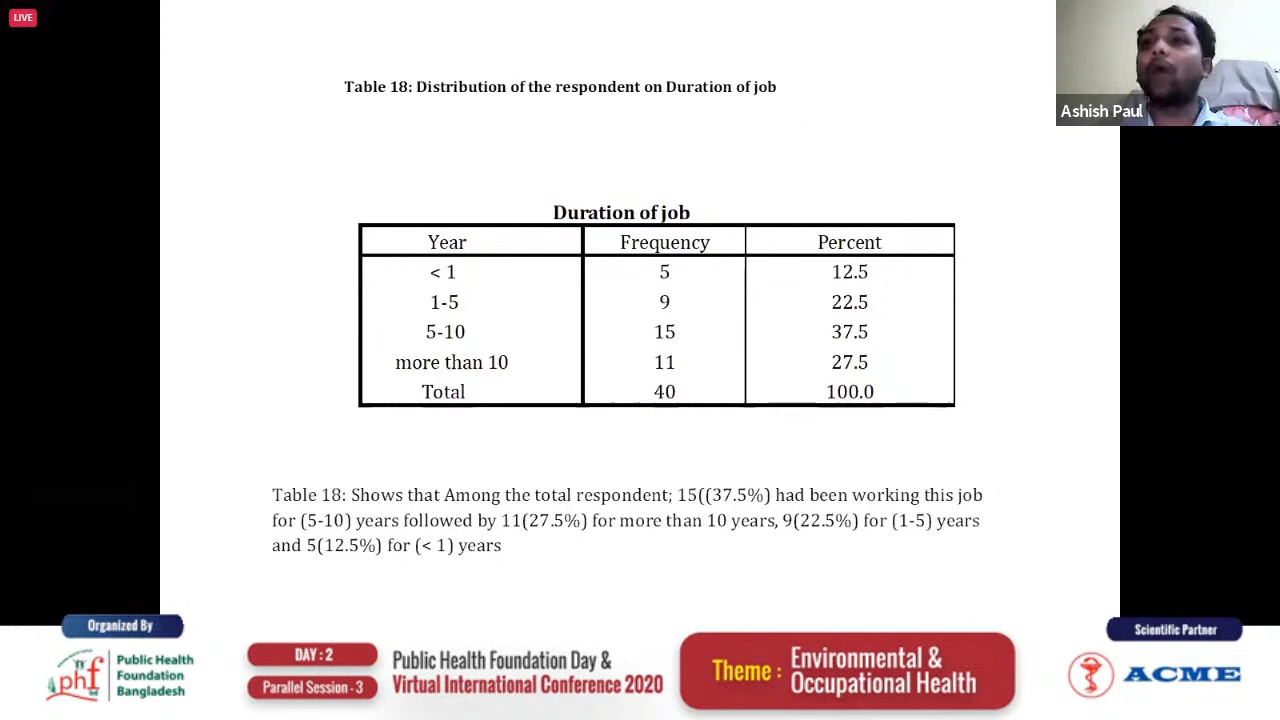 LIVE
Ashish Paul
Table 18: Distribution of the respondent on Duration of job
Duration of job
Year Frequency Percent
< 1 5 12.5
1-5 9 22.5
5-10 15 37.5
more than 10 11 27.5
Total 40 100.0
Table 18: Shows that Among the total respondent; 15((37.5%) had been working this job
for (5-10) years followed by 11(27.5%) for more than 10 years, 9(22.5%) for (1-5) years
and 5(12.5%) for (< 1) years
Organized By
phf
Public Health
Foundation
Bangladesh
DAY : 2
Parallel Session - 3
Public Health Foundation Day &
Virtual International Conference 2020
Theme :
Environmental &
Occupational Health
Scientific Partner
ACME